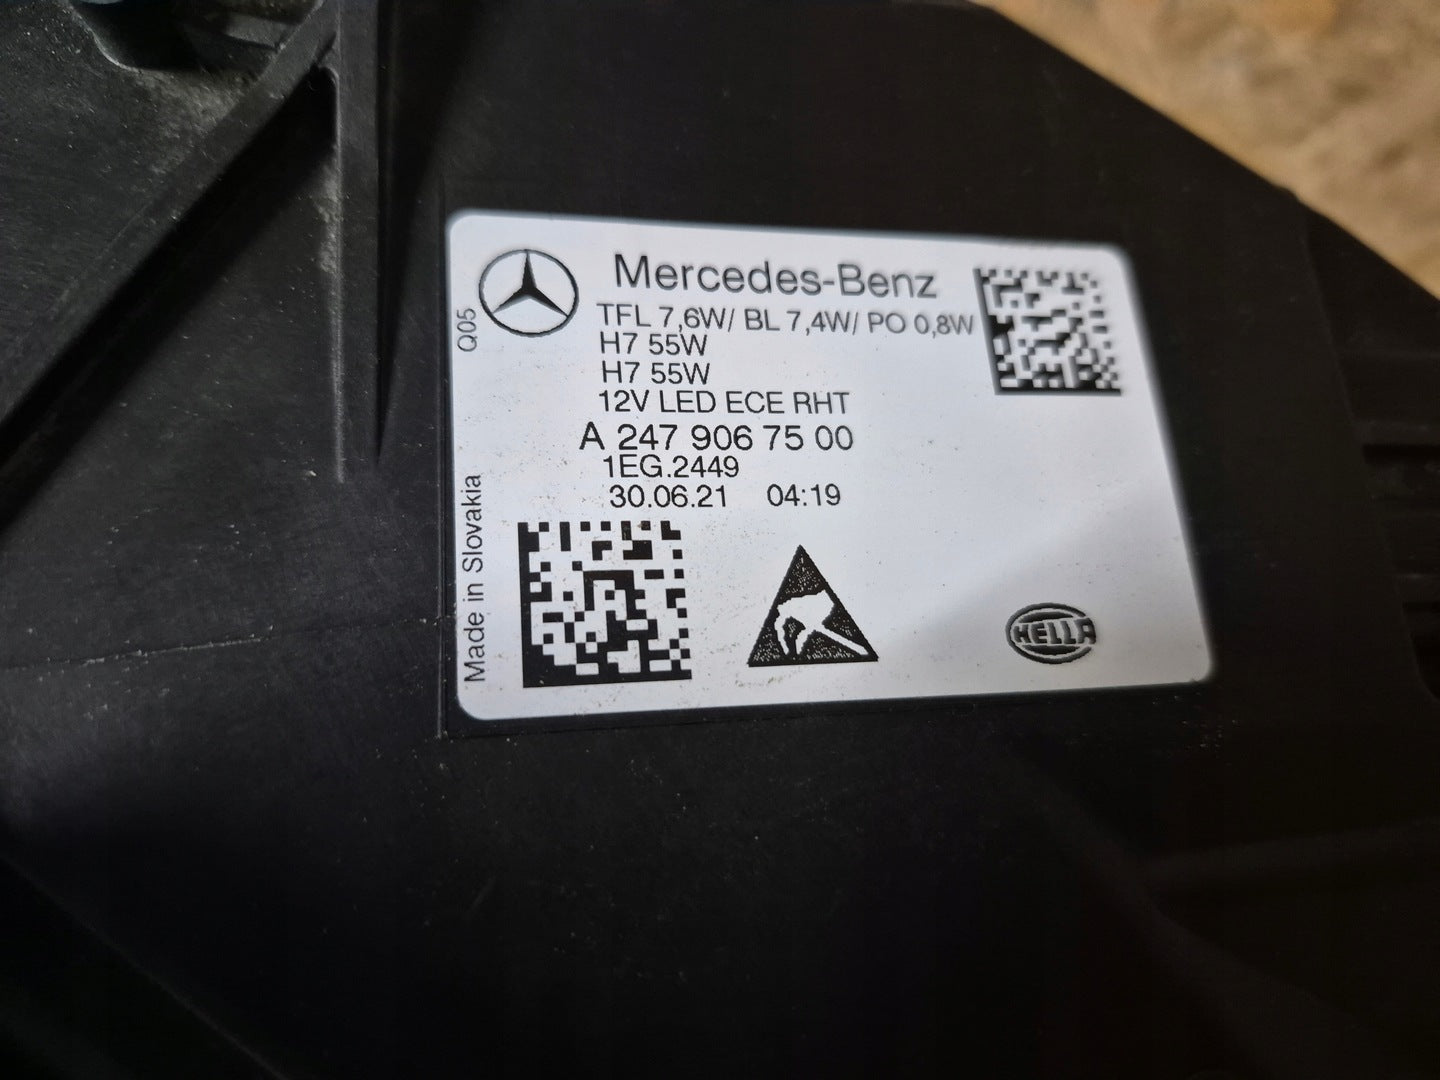 Mercedes-Benz
TFL 7,6W/ BL 7,4W/ PO 0,8W
H7 55W
H7 55W
12V LED ECE RHT
A 247 906 75 00
1EG.2449
30.06.21 04:19
Q05
Made in Slovakia
HELLA